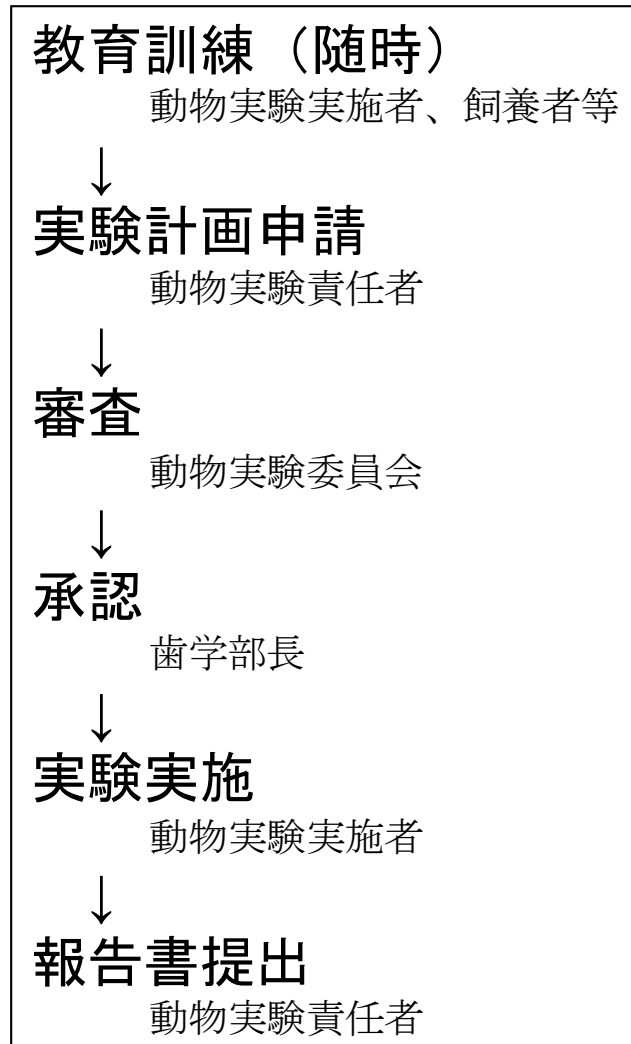 教育訓練（随時）
動物実験実施者、飼養者等
↓
実験計画申請
動物実験責任者
↓
審査
動物実験委員会
↓
承認
歯学部長
↓
実験実施
動物実験実施者
↓
報告書提出
動物実験責任者